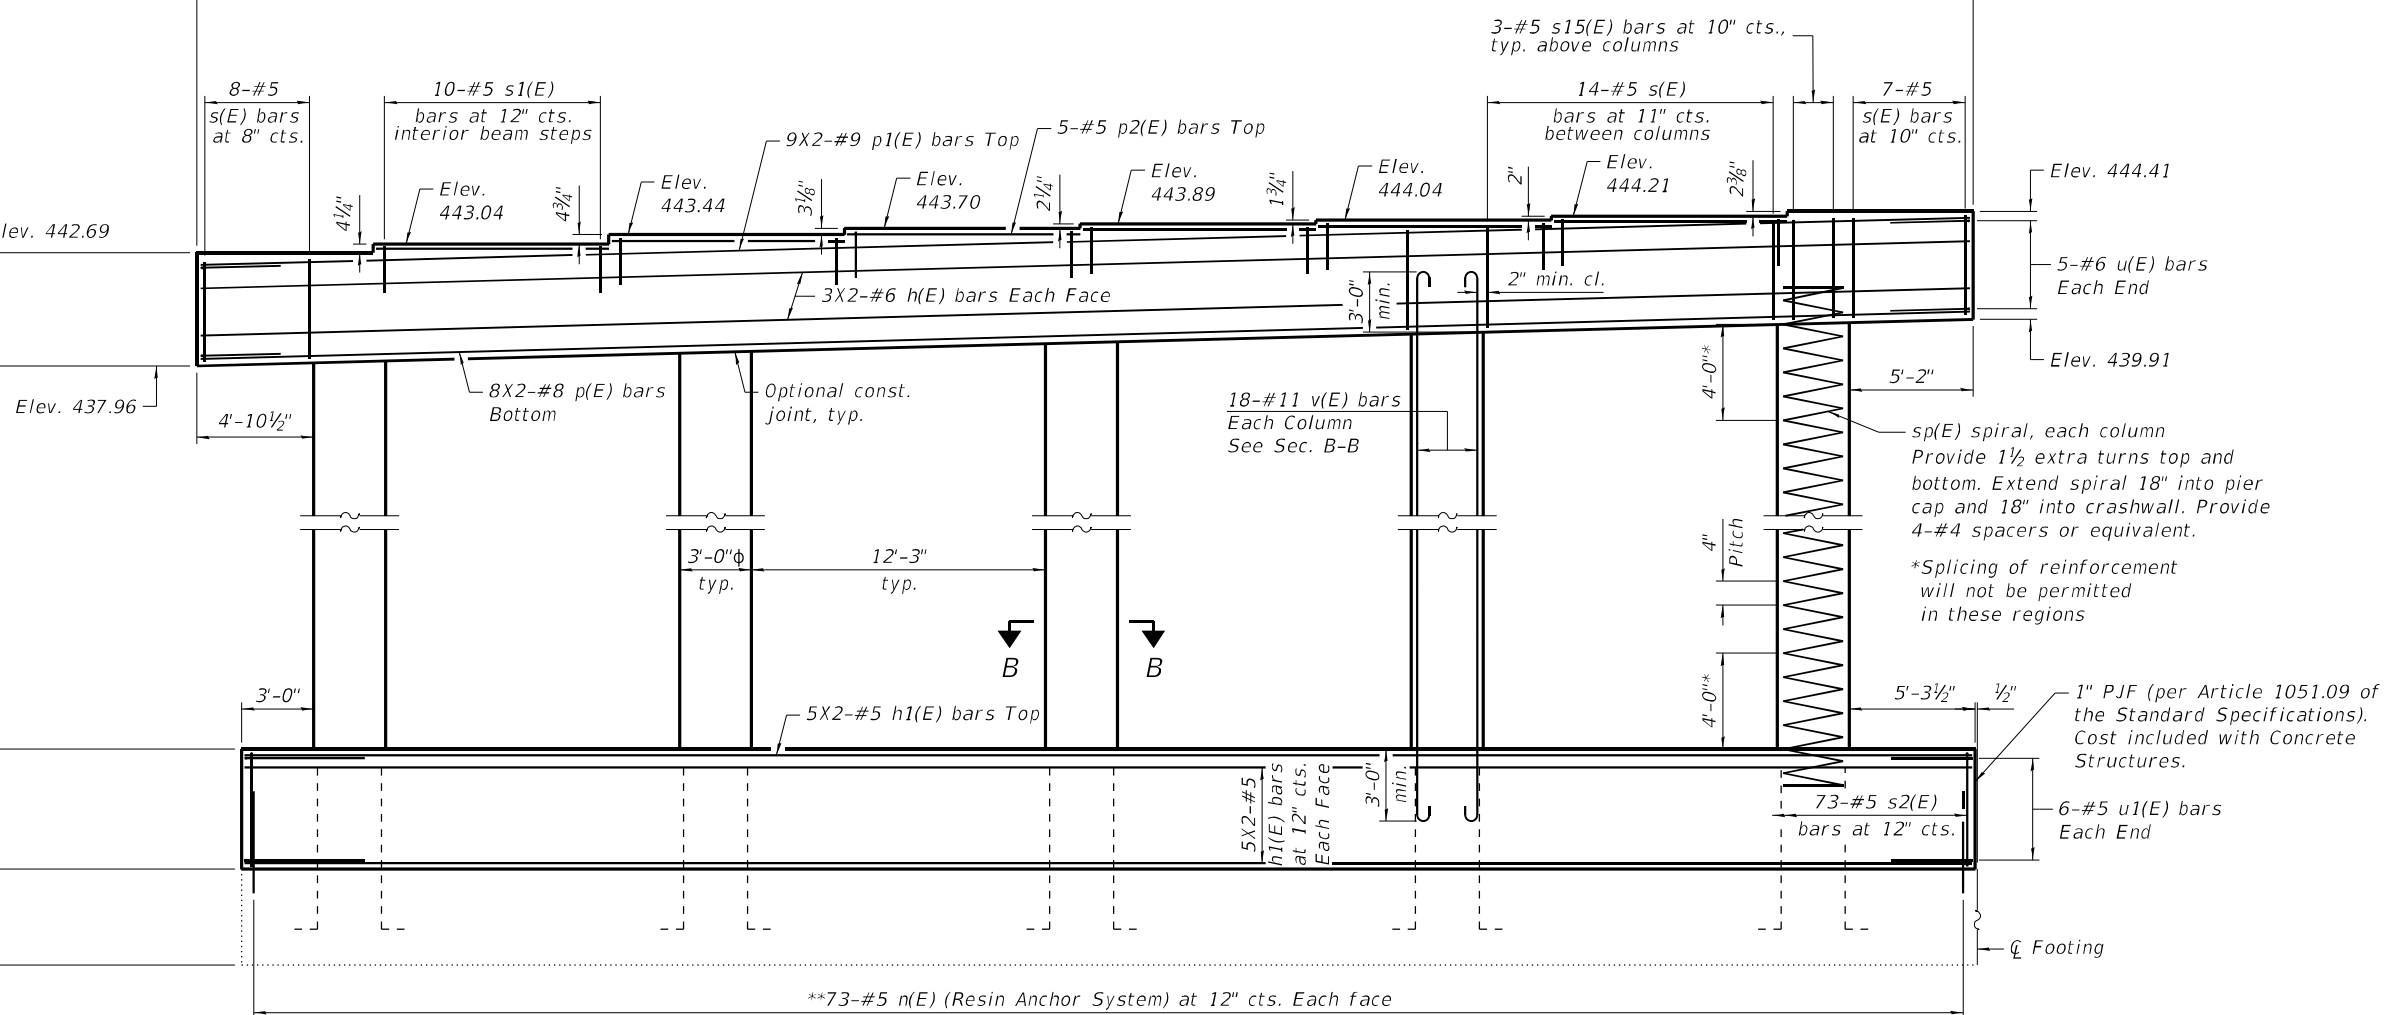 3-#5 s15(E) bars at 10" cts.,
typ. above columns
8-#5
s(E) bars
at 8" cts.
10-#5 s1(E)
bars at 12" cts.
interior beam steps
9X2-#9 p1(E) bars Top
5-#5 p2(E) bars Top
14-#5 s(E)
bars at 11" cts.
between columns
7-#5
s(E) bars
at 10" cts.
Elev. 444.41
lev. 442.69
4¼"
Elev.
443.04
4¾"
Elev.
443.44
3⅛"
Elev.
443.70
2¼"
Elev.
443.89
1¾"
Elev.
444.04
2"
Elev.
444.21
2⅜"
3X2-#6 h(E) bars Each Face
3'-0"
min.
2" min. cl.
5-#6 u(E) bars
Each End
Elev. 439.91
Elev. 437.96
4'-10½"
8X2-#8 p(E) bars
Bottom
Optional const.
joint, typ.
18-#11 v(E) bars
Each Column
See Sec. B-B
4'-0"*
5'-2"
sp(E) spiral, each column
Provide 1½ extra turns top and
bottom. Extend spiral 18" into pier
cap and 18" into crashwall. Provide
4-#4 spacers or equivalent.
*Splicing of reinforcement
will not be permitted
in these regions
3'-0"ϕ
typ.
12'-3"
typ.
4"
Pitch
B
B
3'-0"
5X2-#5 h1(E) bars Top
4'-0"*
5'-3½"
½"
1" PJF (per Article 1051.09 of
the Standard Specifications).
Cost included with Concrete
Structures.
5X2-#5
h1(E) bars
at 12" cts.
Each Face
3'-0"
min.
73-#5 s2(E)
bars at 12" cts.
6-#5 u1(E) bars
Each End
℄ Footing
**73-#5 n(E) (Resin Anchor System) at 12" cts. Each face